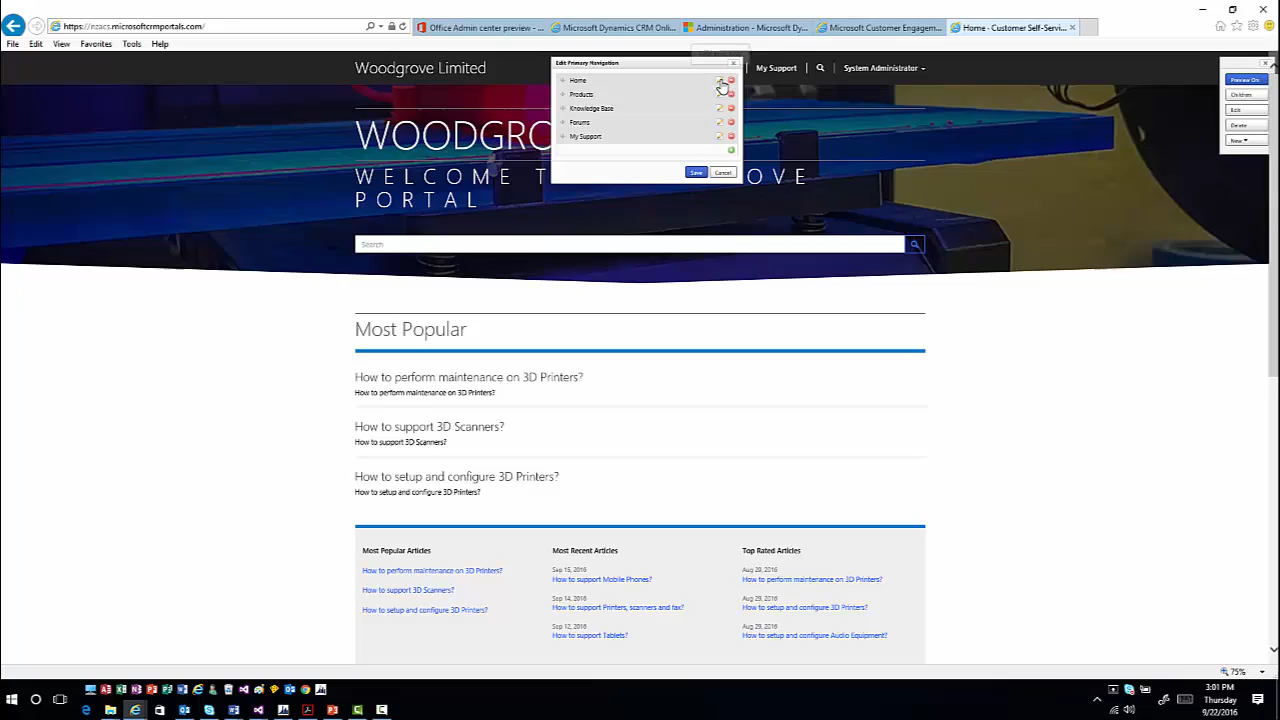 https://nzacs.microsoftcrmportals.com/
Office Admin center preview - ...
Microsoft Dynamics CRM Onli...
Administration - Microsoft Dy...
Microsoft Customer Engagem...
Home - Customer Self-Servi...
File Edit View Favorites Tools Help
Woodgrove Limited
My Support
System Administrator
Edit Primary Navigation
Home
Products
Knowledge Base
Forums
My Support
Save Cancel
Preview On
Children
Edit
Delete
New
WOODGRO
WELCOME T OVE
PORTAL
Search
Most Popular
How to perform maintenance on 3D Printers?
How to perform maintenance on 3D Printers?
How to support 3D Scanners?
How to support 3D Scanners?
How to setup and configure 3D Printers?
How to setup and configure 3D Printers?
Most Popular Articles
How to perform maintenance on 3D Printers?
How to support 3D Scanners?
How to setup and configure 3D Printers?
Most Recent Articles
Sep 15, 2016
How to support Mobile Phones?
Sep 14, 2016
How to support Printers, scanners and fax?
Sep 12, 2016
How to support Tablets?
Top Rated Articles
Aug 29, 2016
How to perform maintenance on 3D Printers?
Aug 29, 2016
How to setup and configure 3D Printers?
Aug 29, 2016
How to setup and configure Audio Equipment?
75%
3:01 PM
Thursday
9/22/2016